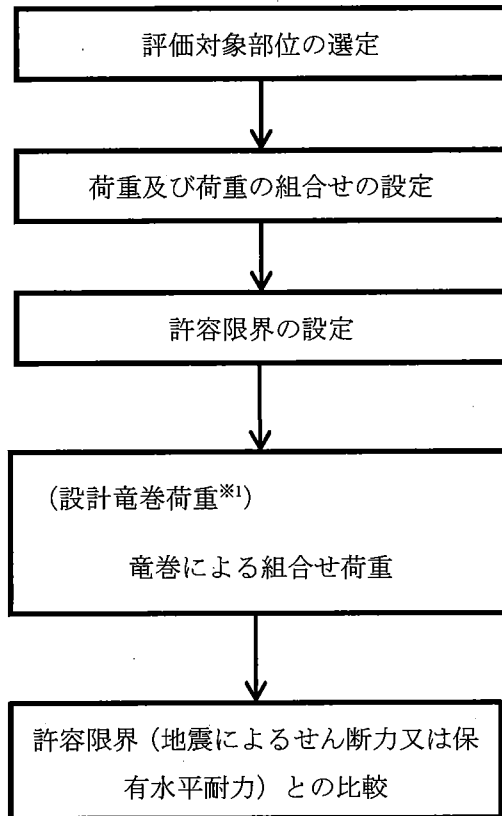 評価対象部位の選定
荷重及び荷重の組合せの設定
許容限界の設定
（設計竜巻荷重※1）
竜巻による組合せ荷重
許容限界（地震によるせん断力又は保
有水平耐力）との比較